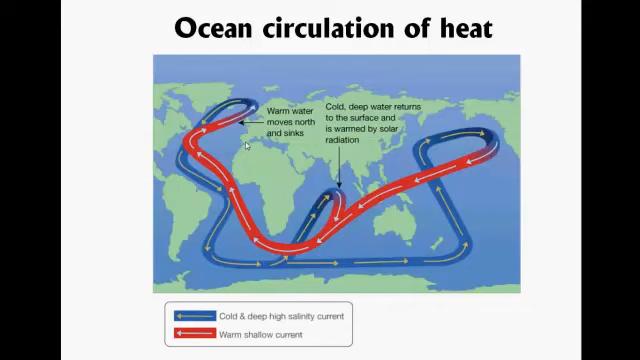 Ocean circulation of heat
Warm water
moves north
and sinks
Cold, deep water returns
to the surface and
is warmed by solar
radiation
Cold & deep high salinity current
Warm shallow current